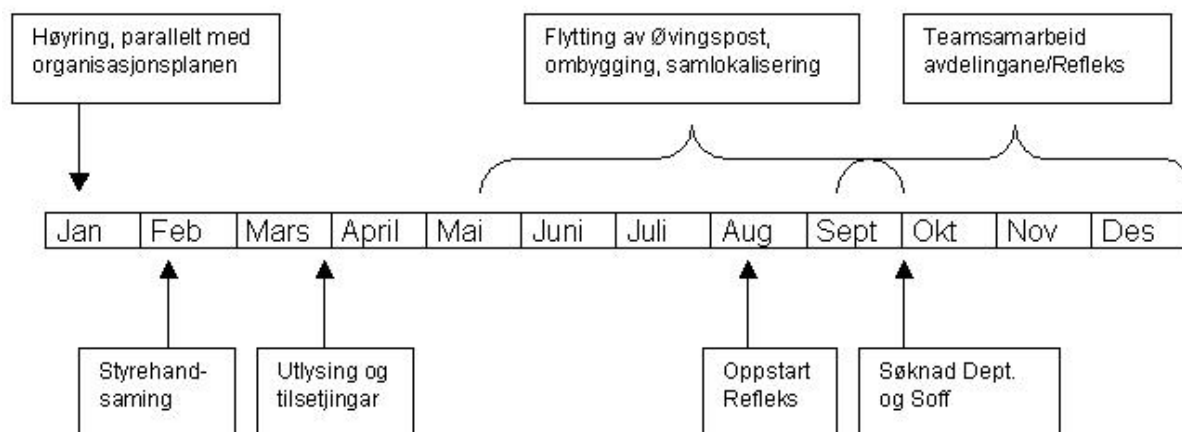 Høyring, parallelt med
organisasjonsplanen
Flytting av Øvingspost,
ombygging, samlokalisering
Teamsamarbeid
avdelingane/Refleks
Jan Feb Mars April Mai Juni Juli Aug Sept Okt Nov Des
Styrehand-
saming
Utlysing og
tilsetjingar
Oppstart
Refleks
Søknad Dept.
og Soff